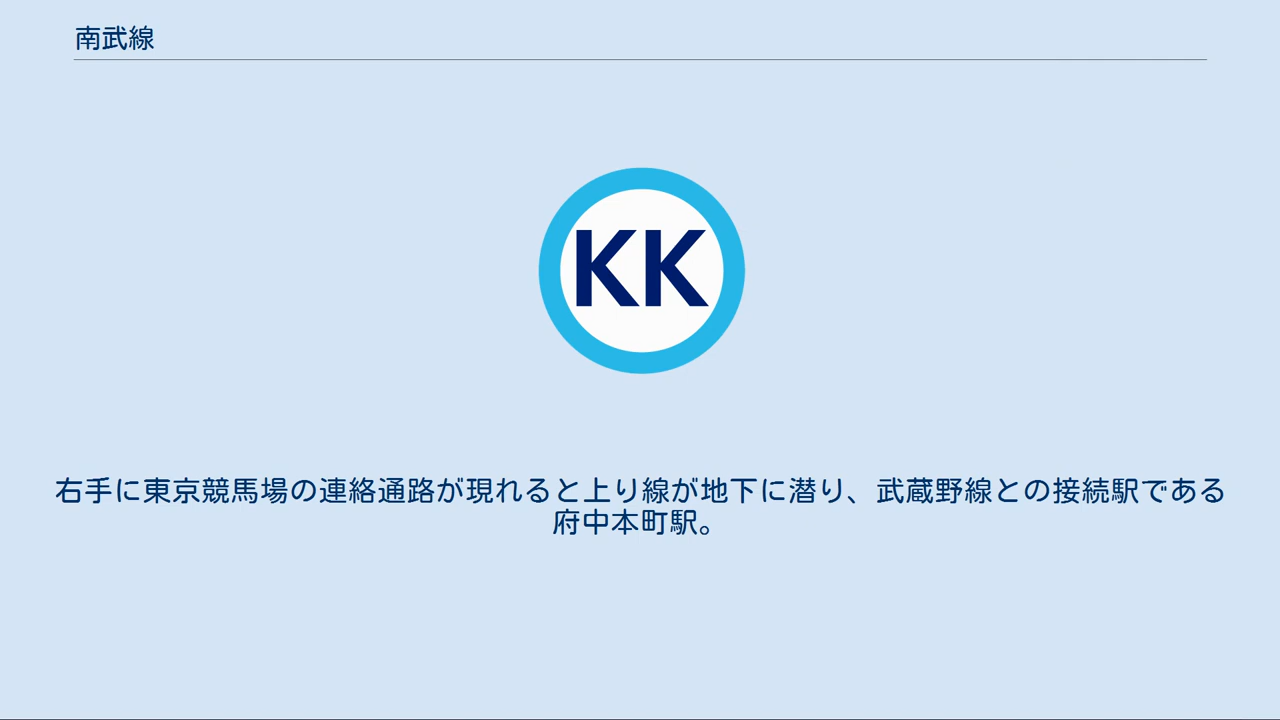 南武線
KK
右手に東京競馬場の連絡通路が現れると上り線が地下に潜り、武蔵野線との接続駅である
府中本町駅。